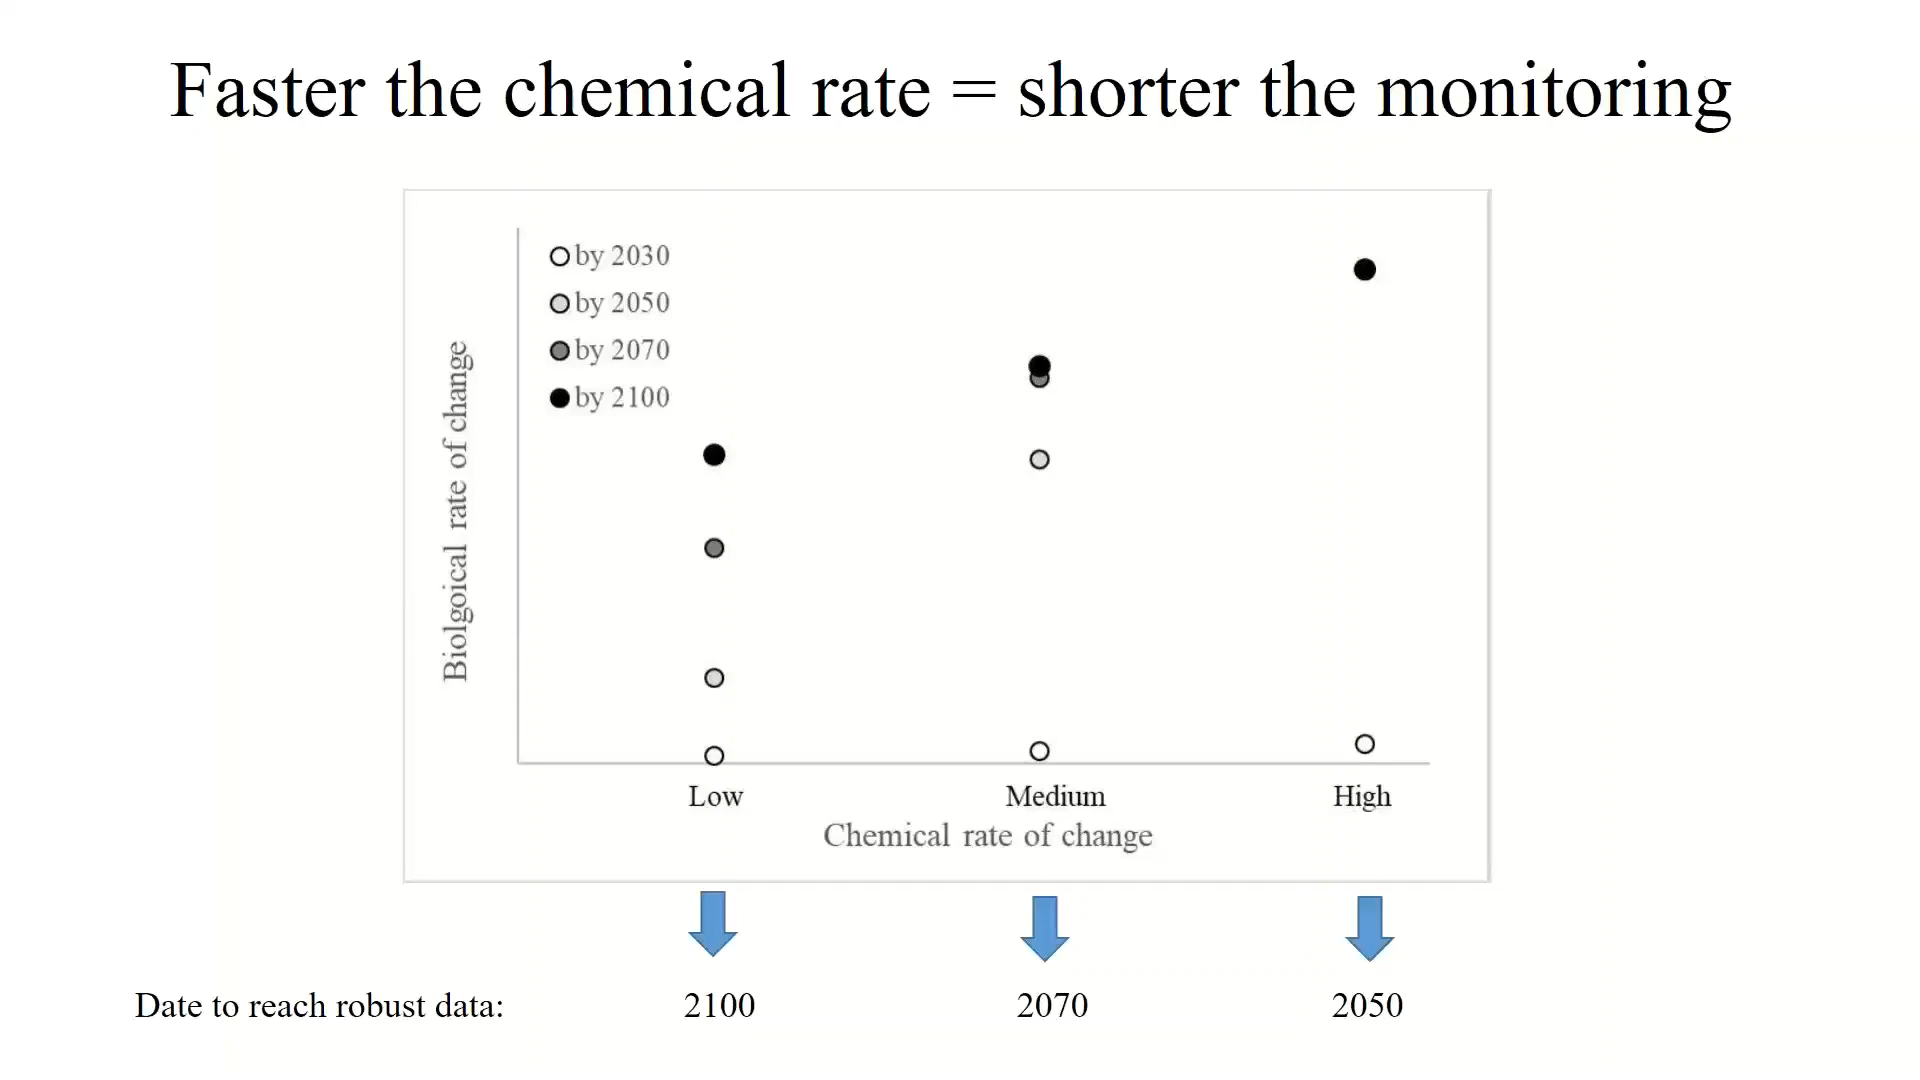 Faster the chemical rate = shorter the monitoring
by 2030
by 2050
by 2070
by 2100
Biolgoical rate of change
Low Medium High
Chemical rate of change
Date to reach robust data: 2100 2070 2050